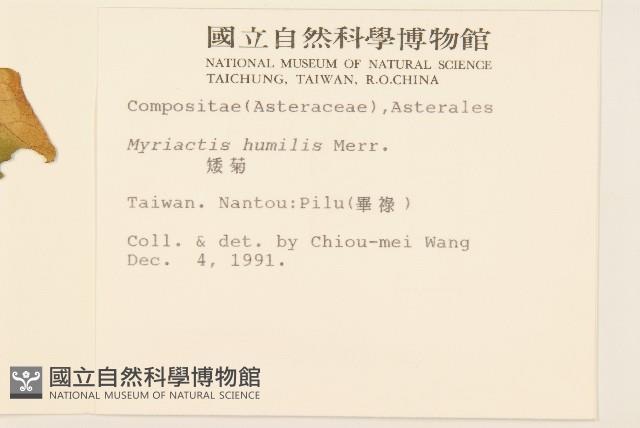 國立自然科學博物館
NATIONAL MUSEUM OF NATURAL SCIENCE
TAICHUNG, TAIWAN, R.O.CHINA
Compositae(Asteraceae),Asterales
Myriactis humilis Merr.
矮菊
Taiwan. Nantou:Pilu(畢祿)
Coll. & det. by Chiou-mei Wang
Dec. 4, 1991.
國立自然科學博物館
NATIONAL MUSEUM OF NATURAL SCIENCE